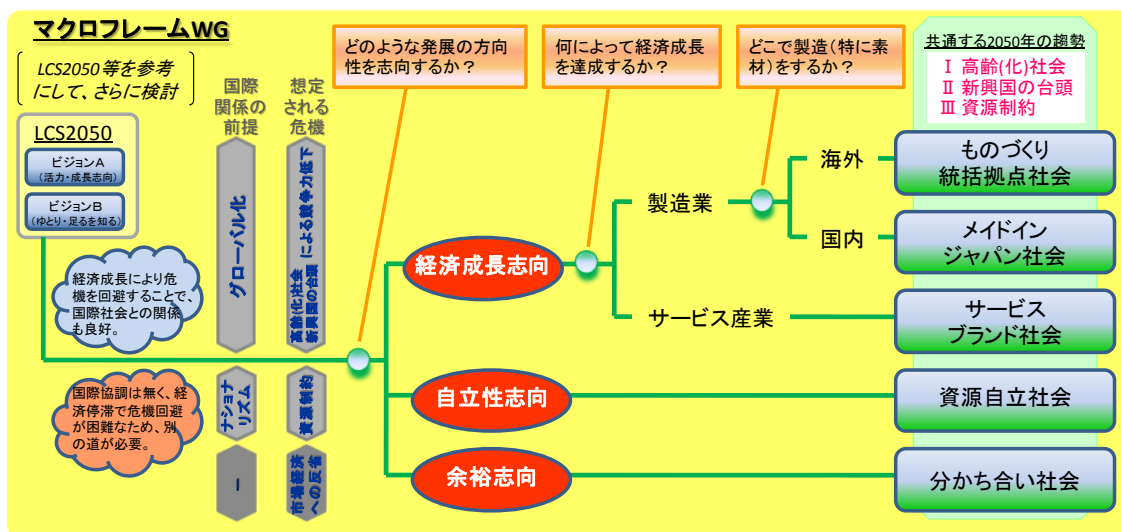 マクロフレームWG
LCS2050等を参考
にして、さらに検討
LCS2050
ビジョンA
(活力・成長志向)
ビジョンB
(ゆとり・足るを知る)
経済成長により危
機を回避することで、
国際社会との関係
も良好。
国際協調は無く、経
済停滞で危機回避
が困難なため、別
の道が必要。
国際
関係の
前提
グローバル化
ナショナ
リズム
ー
想定
される
危機
高齢(化)社会
新興国の台頭
による競争力低下
資源制約
市場経済
への反省
どのような発展の方向
性を志向するか？
何によって経済成長
を達成するか？
どこで製造(特に素
材)をするか？
経済成長志向
自立性志向
余裕志向
製造業
サービス産業
海外
国内
共通する2050年の趨勢
Ⅰ 高齢(化)社会
Ⅱ 新興国の台頭
Ⅲ 資源制約
ものづくり
統括拠点社会
メイドイン
ジャパン社会
サービス
ブランド社会
資源自立社会
分かち合い社会